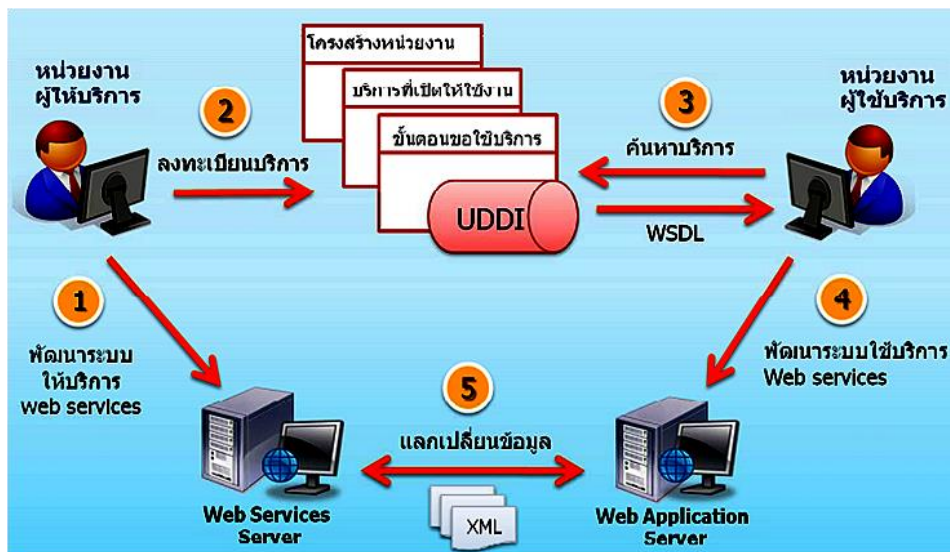 โครงสร้างหน่วยงาน
หน่วยงาน
ผู้ให้บริการ
2
บริการที่เปิดให้ใช้งาน
3
หน่วยงาน
ผู้ใช้บริการ
ลงทะเบียนบริการ
ขั้นตอนขอใช้บริการ
ค้นหาบริการ
UDDI
WSDL
1
พัฒนาระบบ
ให้บริการ
web services
4
พัฒนาระบบใช้บริการ
Web services
5
แลกเปลี่ยนข้อมูล
Web Services
Server
XML
Web Application
Server